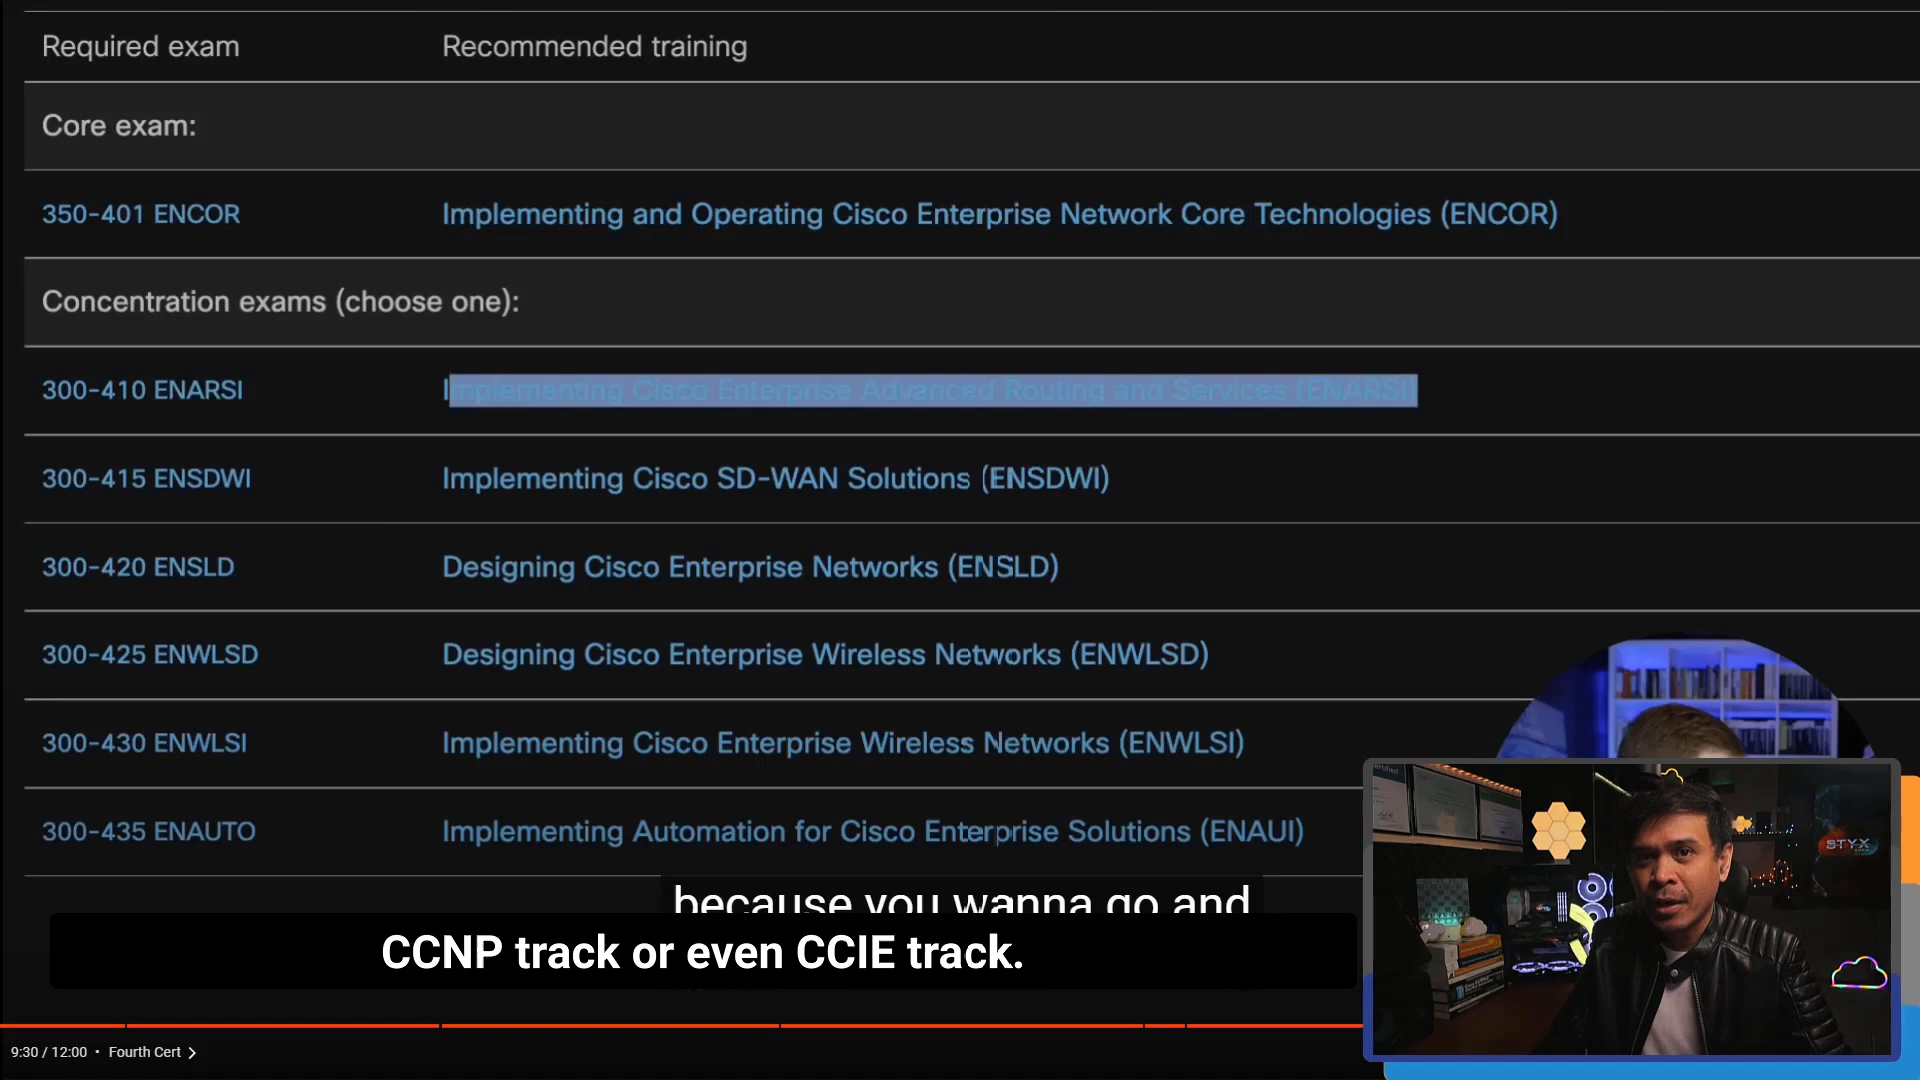 Required exam
Recommended training
Core exam:
350-401 ENCOR
Implementing and Operating Cisco Enterprise Network Core Technologies (ENCOR)
Concentration exams (choose one):
300-410 ENARSI
Implementing Cisco Enterprise Advanced Routing and Services (ENARSI)
300-415 ENSDWI
Implementing Cisco SD-WAN Solutions (ENSDWI)
300-420 ENSLD
Designing Cisco Enterprise Networks (ENSLD)
300-425 ENWLSD
Designing Cisco Enterprise Wireless Networks (ENWLSD)
300-430 ENWLSI
Implementing Cisco Enterprise Wireless Networks (ENWLSI)
300-435 ENAUTO
Implementing Automation for Cisco Enterprise Solutions (ENAUI)
STYX
because you wanna go and
CCNP track or even CCIE track.
9:30 / 12:00 • Fourth Cert >